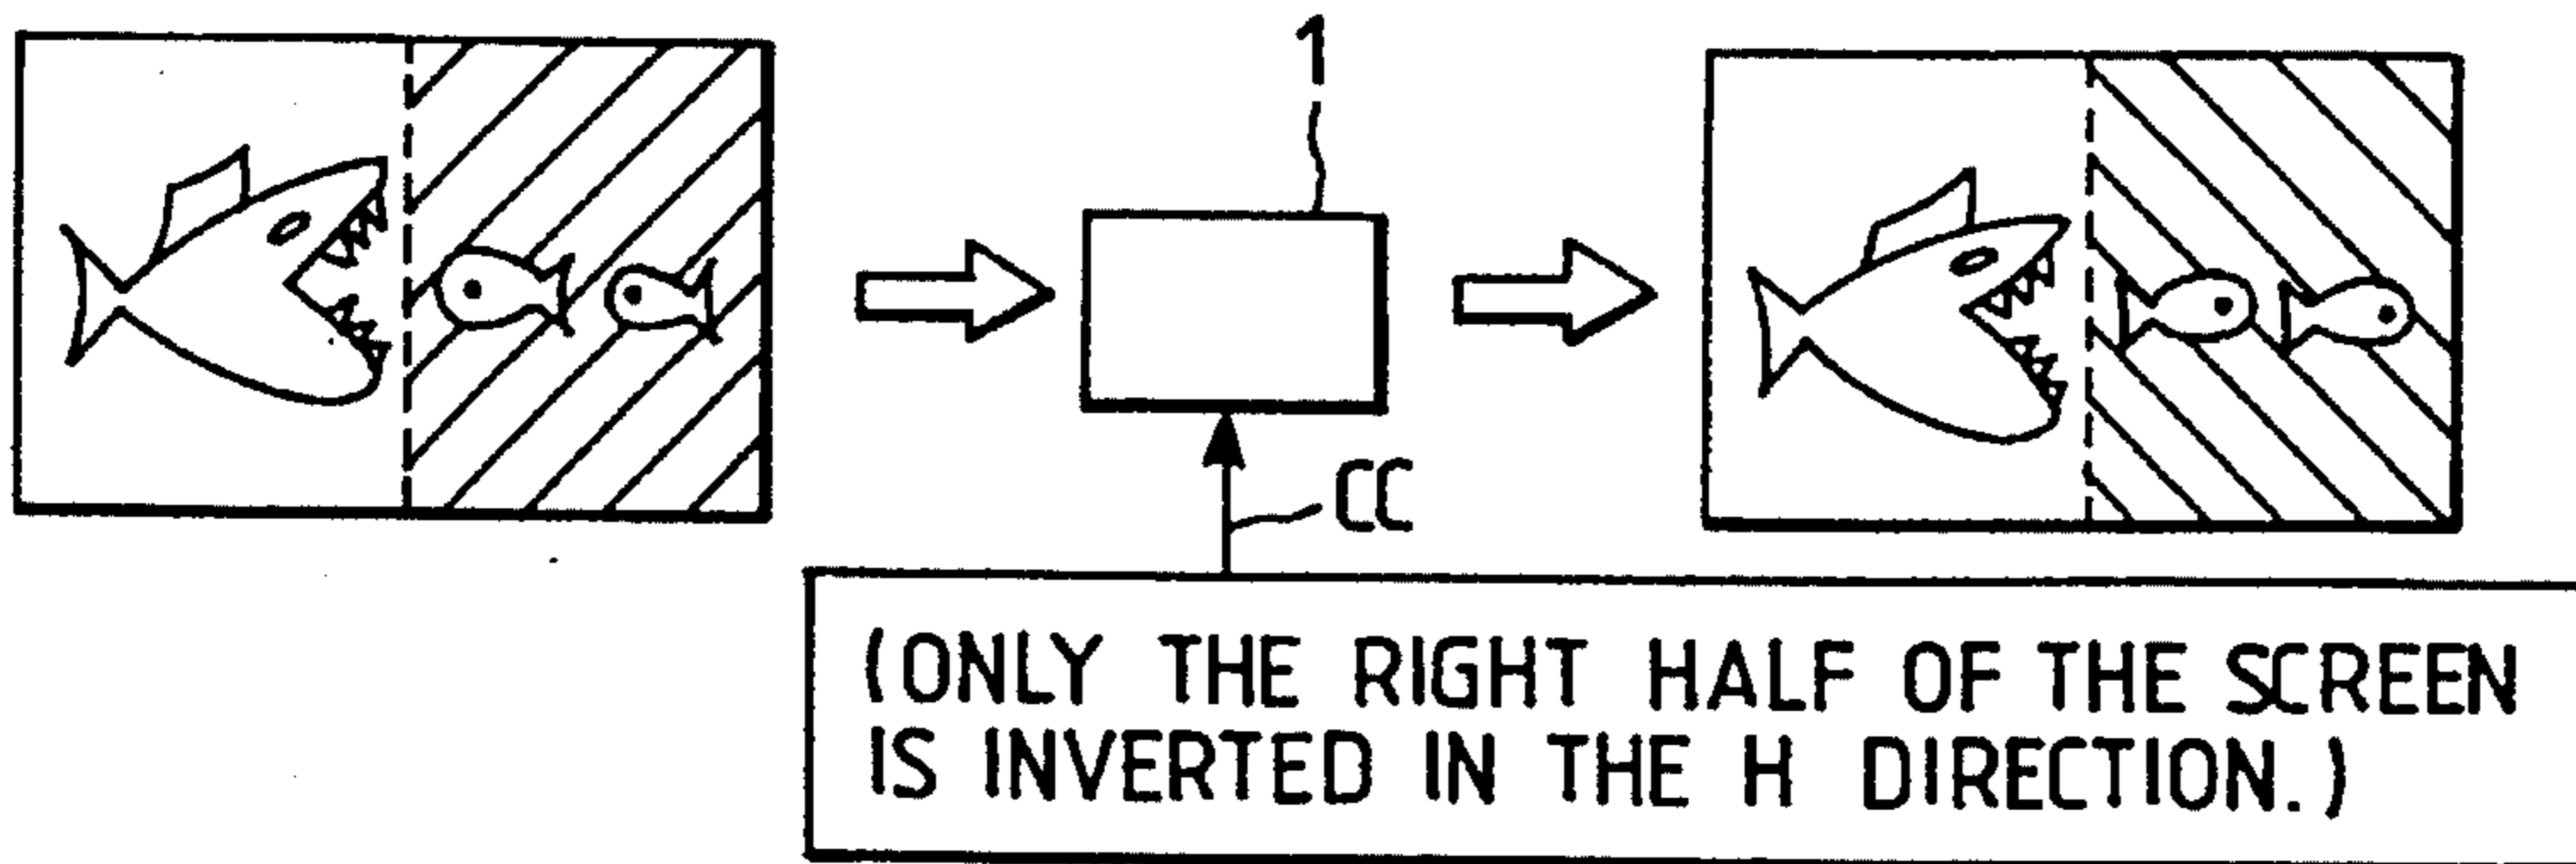 1
CC
(ONLY THE RIGHT HALF OF THE SCREEN
IS INVERTED IN THE H DIRECTION.)